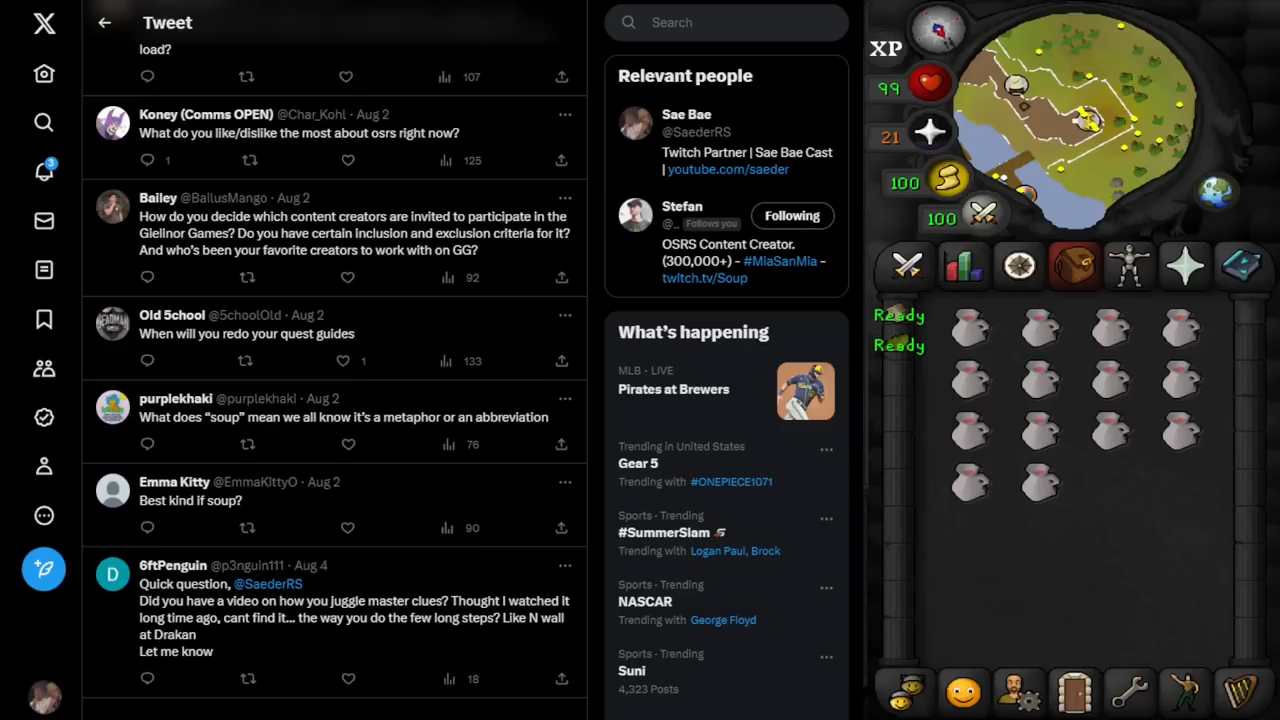 Tweet
load?
107
Koney (Comms OPEN) @Char_Kohl · Aug 2
What do you like/dislike the most about osrs right now?
1
125
Bailey @BallusMango · Aug 2
How do you decide which content creators are invited to participate in the
Glellnor Games? Do you have certain inclusion and exclusion criteria for it?
And who's been your favorite creators to work with on GG?
92
Old 5chool @5choolOld · Aug 2
When will you redo your quest guides
1
133
purplekhaki @purplekhakl · Aug 2
What does “soup” mean we all know it's a metaphor or an abbreviation
76
Emma Kitty @EmmaKittyO · Aug 2
Best kind if soup?
90
D
6ftPenguin @p3nguin111 · Aug 4
Quick question, @SaederRS
Did you have a video on how you juggle master clues? Thought I watched it
long time ago, cant find it... the way you do the few long steps? Like N wall
at Drakan
Let me know
18
3
Search
Relevant people
Sae Bae
@SaederRS
Twitch Partner | Sae Bae Cast
| youtube.com/saeder
Stefan
@.. Follows you
Following
OSRS Content Creator.
(300,000+) - #MiaSanMia -
twitch.tv/Soup
What's happening
MLB · LIVE
Pirates at Brewers
Trending in United States
Gear 5
Trending with #ONEPIECE1071
Sports · Trending
#SummerSlam
Trending with Logan Paul, Brock
Sports · Trending
NASCAR
Trending with George Floyd
Sports · Trending
Suni
4,323 Posts
XP
99
21
100
100
Ready
Ready